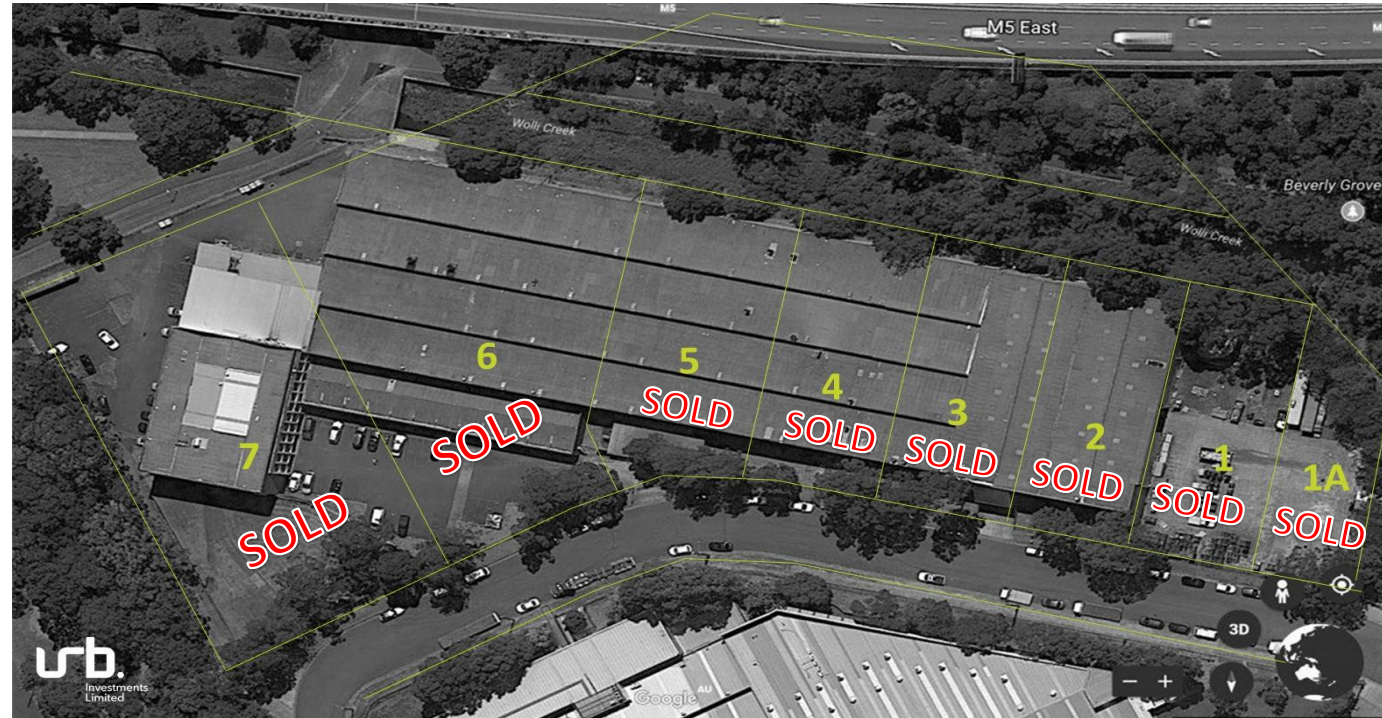 M5
M5 East
M
Wolli Creek
Beverly Grove
Wolli Creek
6
5
SOLD
4
SOLD
3
SOLD
2
SOLD
1
SOLD
1A
SOLD
SOLD
7
SOLD
3D
urb.
Investments
Limited
Google
AU